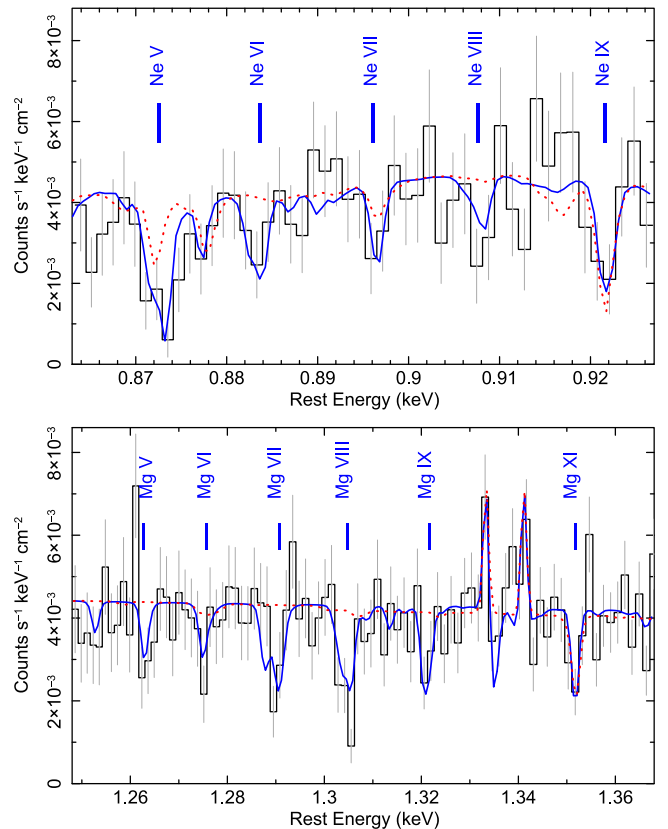 Ne V
Ne VI
Ne VII
Ne VIII
Ne IX
Counts s⁻¹ keV⁻¹ cm⁻²
8×10⁻³
6×10⁻³
4×10⁻³
2×10⁻³
0
0.87 0.88 0.89 0.9 0.91 0.92
Rest Energy (keV)
Mg V
Mg VI
Mg VII
Mg VIII
Mg IX
Mg XI
Counts s⁻¹ keV⁻¹ cm⁻²
8×10⁻³
6×10⁻³
4×10⁻³
2×10⁻³
0
1.26 1.28 1.3 1.32 1.34 1.36
Rest Energy (keV)